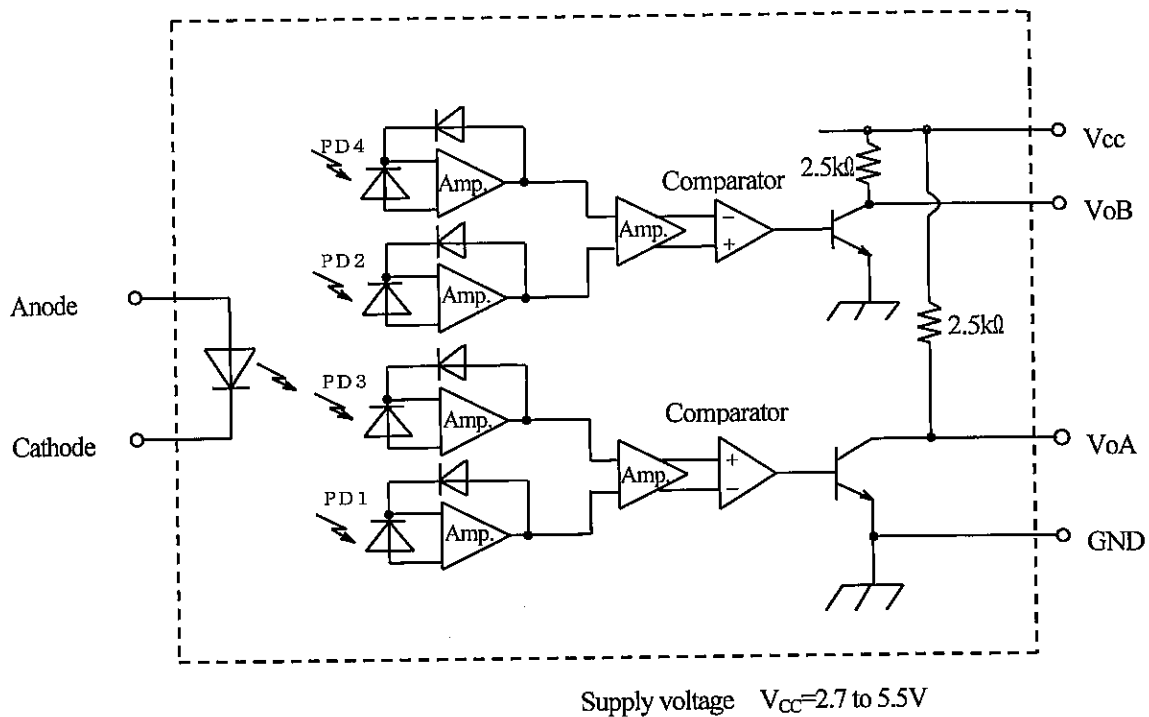 PD4
Amp.
Comparator
2.5kΩ
Vcc
VoB
−
+
Amp.
PD2
Amp.
Anode
2.5kΩ
PD3
Amp.
Comparator
Cathode
VoA
+
−
Amp.
PD1
Amp.
GND
Supply voltage VCC=2.7 to 5.5V